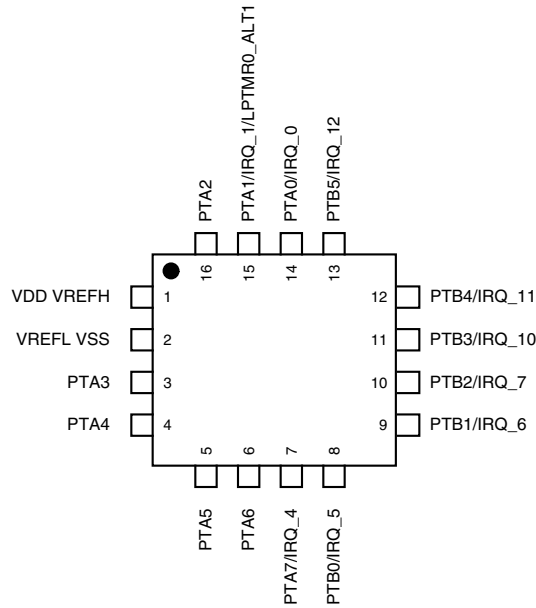 PTA2
PTA1/IRQ_1/LPTMR0_ALT1
PTA0/IRQ_0
PTB5/IRQ_12
16
15
14
13
VDD VREFH
1
12
PTB4/IRQ_11
VREFL VSS
2
11
PTB3/IRQ_10
PTA3
3
10
PTB2/IRQ_7
PTA4
4
9
PTB1/IRQ_6
5
6
7
8
PTA5
PTA6
PTA7/IRQ_4
PTB0/IRQ_5